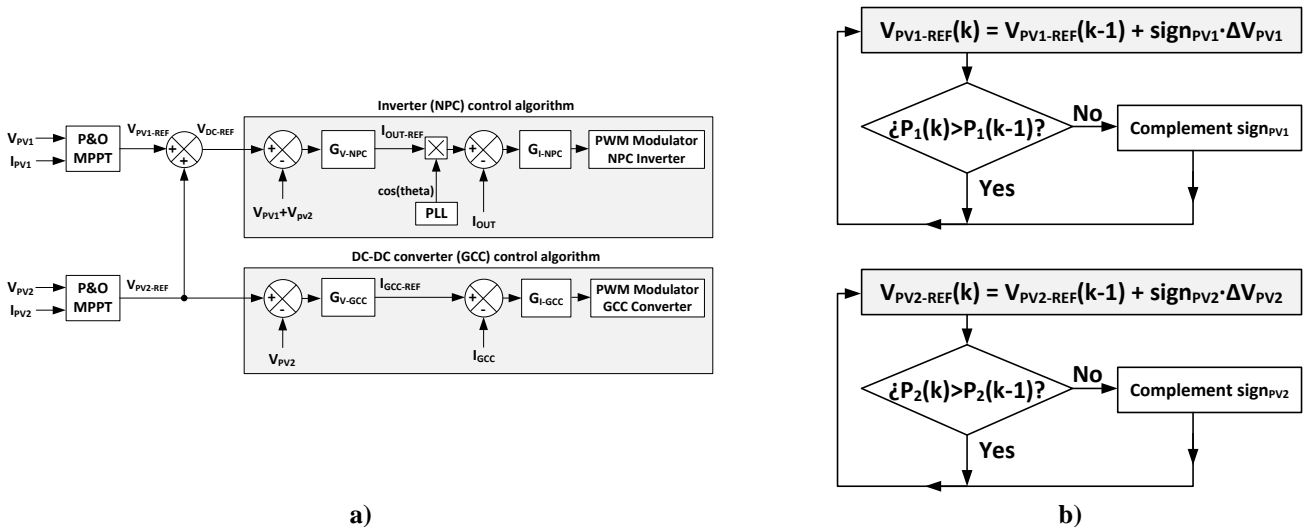 Inverter (NPC) control algorithm
V_PV1
I_PV1
P&O
MPPT
V_PV1-REF
+
+
V_DC-REF
+
-
V_PV1+V_pv2
G_V-NPC
I_OUT-REF
cos(theta)
PLL
+
-
I_OUT
G_I-NPC
PWM Modulator
NPC Inverter
DC-DC converter (GCC) control algorithm
V_PV2
I_PV2
P&O
MPPT
V_PV2-REF
+
-
V_PV2
G_V-GCC
I_GCC-REF
+
-
I_GCC
G_I-GCC
PWM Modulator
GCC Converter
a)
V_PV1-REF(k) = V_PV1-REF(k-1) + sign_PV1·ΔV_PV1
¿P_1(k)>P_1(k-1)?
No
Complement sign_PV1
Yes
V_PV2-REF(k) = V_PV2-REF(k-1) + sign_PV2·ΔV_PV2
¿P_2(k)>P_2(k-1)?
No
Complement sign_PV2
Yes
b)